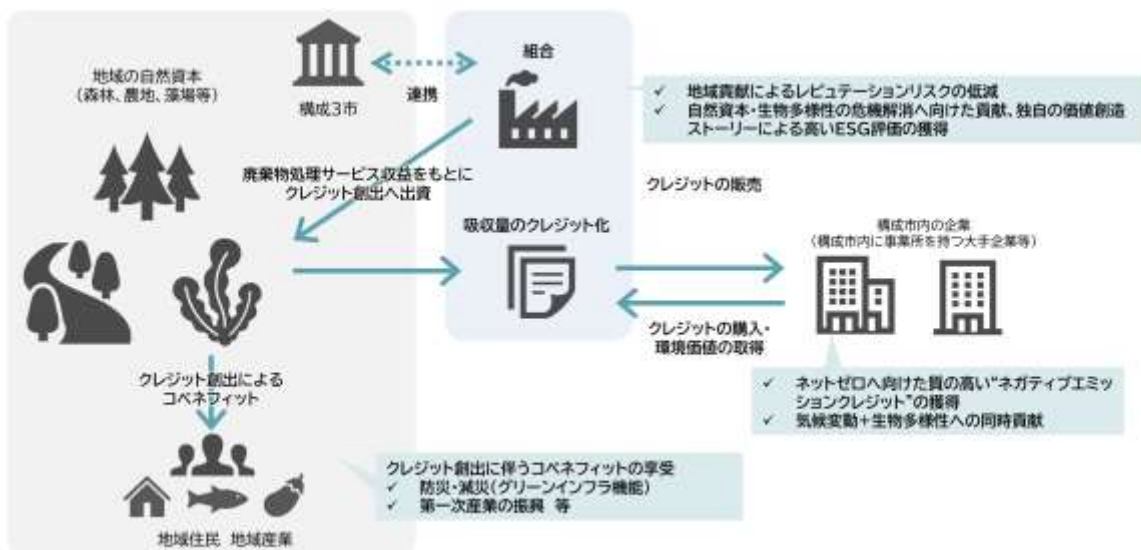 地域の自然資本
（森林、農地、藻場等）
構成３市
連携
組合
✓ 地域貢献によるレピュテーションリスクの低減
✓ 自然資本・生物多様性の危機解消へ向けた貢献、独自の価値創造
ストーリーによる高いESG評価の獲得
廃棄物処理サービス収益をもとに
クレジット創出へ出資
クレジットの販売
吸収量のクレジット化
構成市内の企業
（構成市内に事業所を持つ大手企業等）
クレジットの購入・
環境価値の取得
クレジット創出による
コベネフィット
✓ ネットゼロへ向けた質の高い“ネガティブエミッ
ションクレジット”の獲得
✓ 気候変動＋生物多様性への同時貢献
クレジット創出に伴うコベネフィットの享受
✓ 防災・減災（グリーンインフラ機能）
✓ 第一次産業の振興 等
地域住民 地域産業